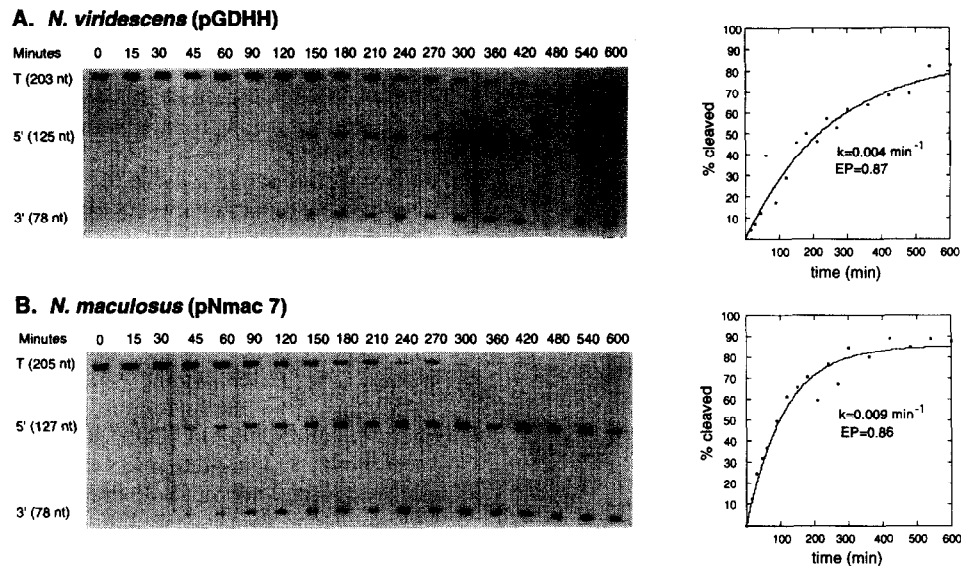 A. N. viridescens (pGDHH)
Minutes 0 15 30 45 60 90 120 150 180 210 240 270 300 360 420 480 540 600
T (203 nt)
5' (125 nt)
3' (78 nt)
% cleaved
100
90
80
70
60
50
40
30
20
10
k=0.004 min⁻¹
EP=0.87
0 100 200 300 400 500 600
time (min)
B. N. maculosus (pNmac 7)
Minutes 0 15 30 45 60 90 120 150 180 210 240 270 300 360 420 480 540 600
T (205 nt)
5' (127 nt)
3' (78 nt)
% cleaved
100
90
80
70
60
50
40
30
20
10
k=0.009 min⁻¹
EP=0.86
0 100 200 300 400 500 600
time (min)